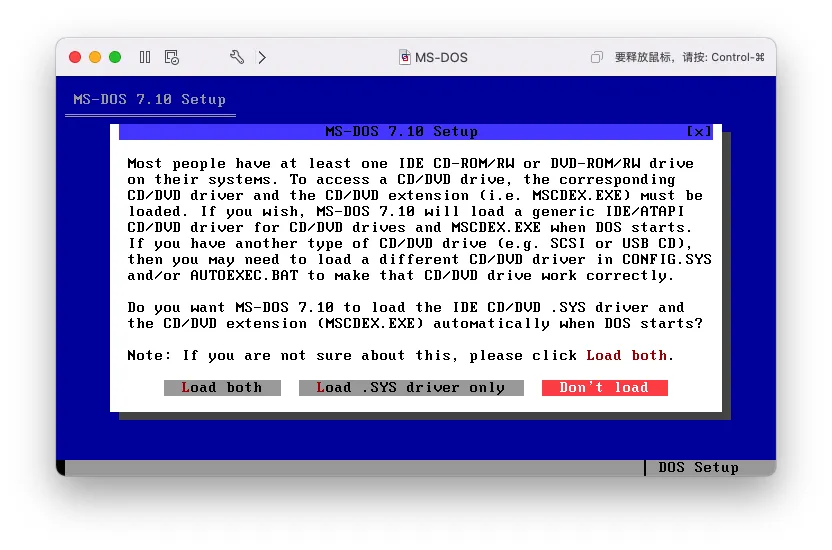 MS-DOS
要释放鼠标，请按: Control-⌘
MS-DOS 7.10 Setup
MS-DOS 7.10 Setup [x]
Most people have at least one IDE CD-ROM/RW or DVD-ROM/RW drive
on their systems. To access a CD/DVD drive, the corresponding
CD/DVD driver and the CD/DVD extension (i.e. MSCDEX.EXE) must be
loaded. If you wish, MS-DOS 7.10 will load a generic IDE/ATAPI
CD/DVD driver for CD/DVD drives and MSCDEX.EXE when DOS starts.
If you have another type of CD/DVD drive (e.g. SCSI or USB CD),
then you may need to load a different CD/DVD driver in CONFIG.SYS
and/or AUTOEXEC.BAT to make that CD/DVD drive work correctly.
Do you want MS-DOS 7.10 to load the IDE CD/DVD .SYS driver and
the CD/DVD extension (MSCDEX.EXE) automatically when DOS starts?
Note: If you are not sure about this, please click Load both.
Load both Load .SYS driver only Don't load
DOS Setup